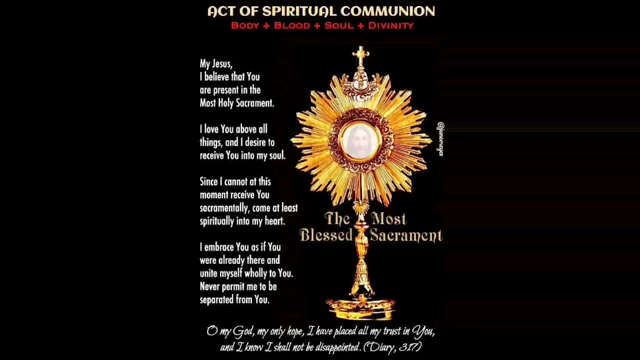 ACT OF SPIRITUAL COMMUNION
BODY + BLOOD + SOUL + DIVINITY
My Jesus,
I believe that You
are present in the
Most Holy Sacrament.
I love You above all
things, and I desire to
receive You into my soul.
Since I cannot at this
moment receive You
sacramentally, come at least
spiritually into my heart.
I embrace You as if You
were already there and
unite myself wholly to You.
Never permit me to be
separated from You.
The Most
Blessed Sacrament
O my God, my only hope, I have placed all my trust in You,
and I know I shall not be disappointed. (Diary, 317)